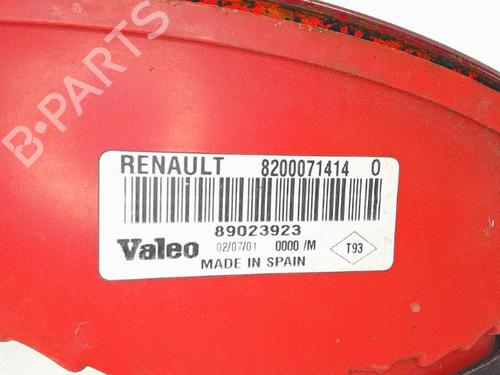 B-PARTS
RENAULT 8200071414 0
89023923
Valeo 02/07/01 0000 /M T93
MADE IN SPAIN